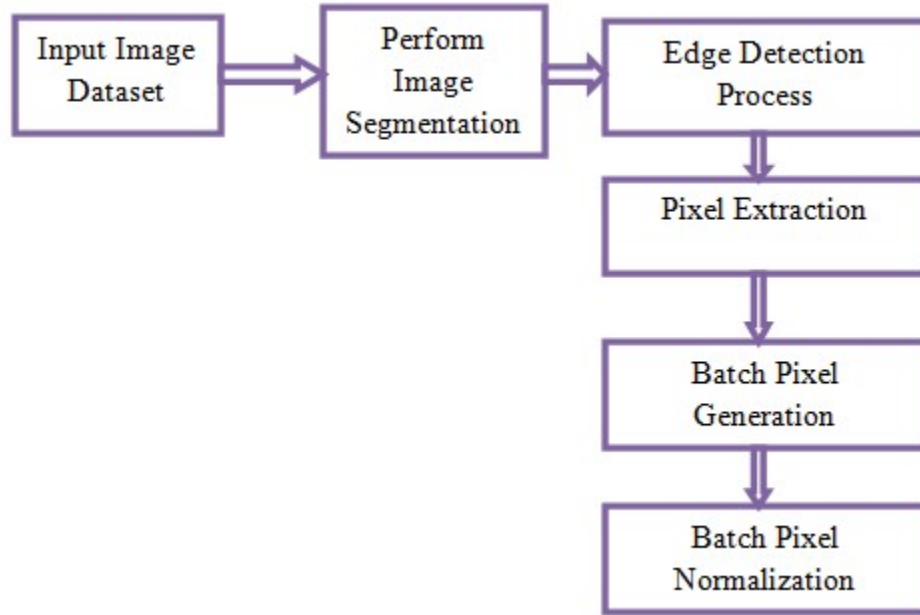 Input Image
Dataset
Perform
Image
Segmentation
Edge Detection
Process
Pixel Extraction
Batch Pixel
Generation
Batch Pixel
Normalization